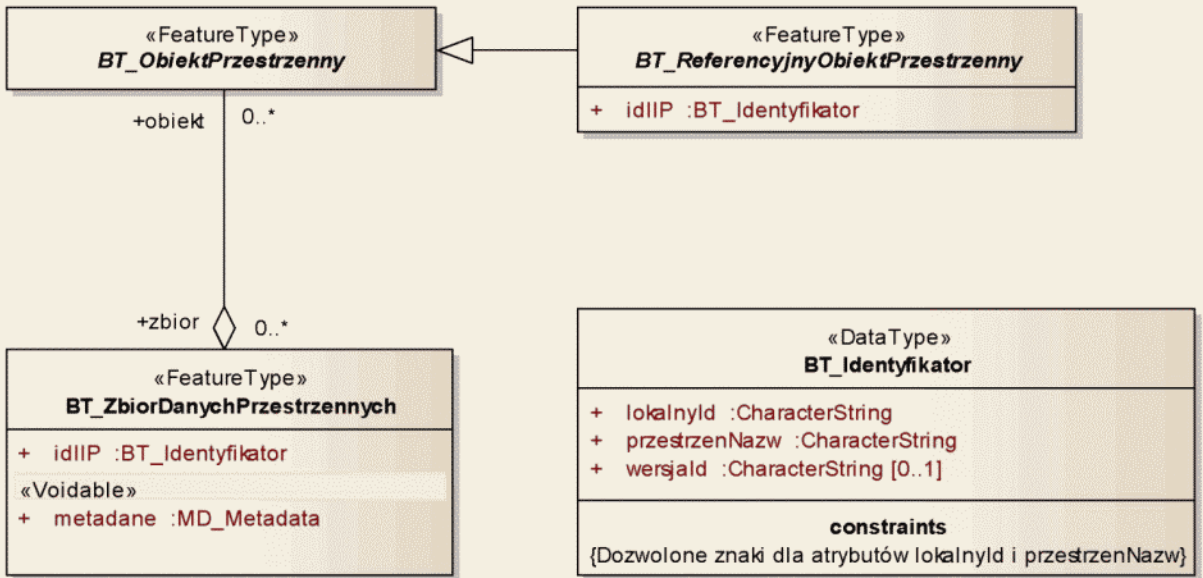 «FeatureType»
BT_ObiektPrzestrzenny
«FeatureType»
BT_ReferencyjnyObiektPrzestrzenny
+ idIIP :BT_Identyfikator
+obiekt
0..*
+zbior
0..*
«FeatureType»
BT_ZbiorDanychPrzestrzennych
+ idIIP :BT_Identyfikator
«Voidable»
+ metadane :MD_Metadata
«DataType»
BT_Identyfikator
+ lokalnyId :CharacterString
+ przestrzenNazw :CharacterString
+ wersjaId :CharacterString [0..1]
constraints
{Dozwolone znaki dla atrybutów lokalnyId i przestrzenNazw}